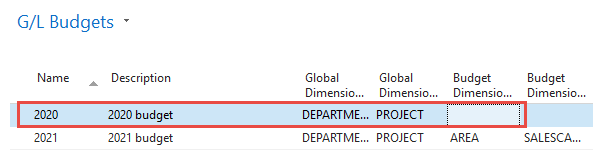 G/L Budgets
Name Description Global Dimensio... Global Dimensio... Budget Dimensio... Budget Dimensio...
2020 2020 budget DEPARTME... PROJECT
2021 2021 budget DEPARTME... PROJECT AREA SALESCA...